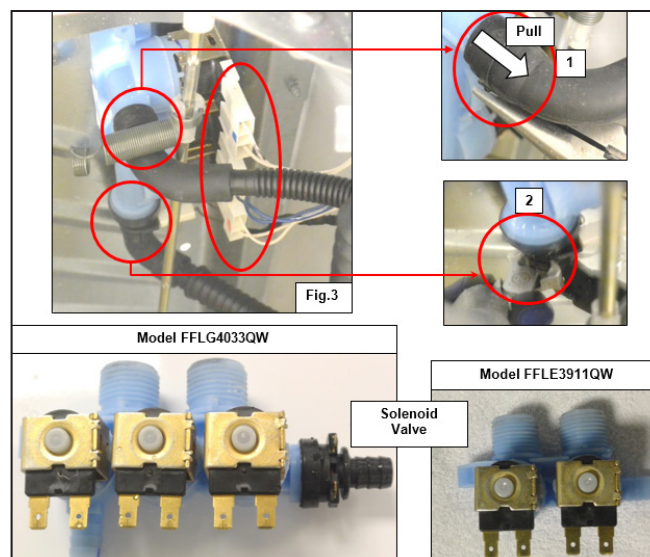 Pull
1
2
Fig.3
Model FFLG4033QW
Model FFLE3911QW
Solenoid
Valve